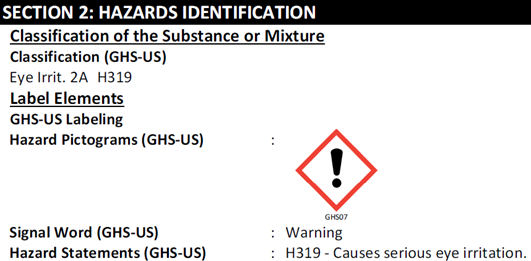 SECTION 2: HAZARDS IDENTIFICATION
Classification of the Substance or Mixture
Classification (GHS-US)
Eye Irrit. 2A H319
Label Elements
GHS-US Labeling
Hazard Pictograms (GHS-US) :
!
GHS07
Signal Word (GHS-US) : Warning
Hazard Statements (GHS-US) : H319 - Causes serious eye irritation.